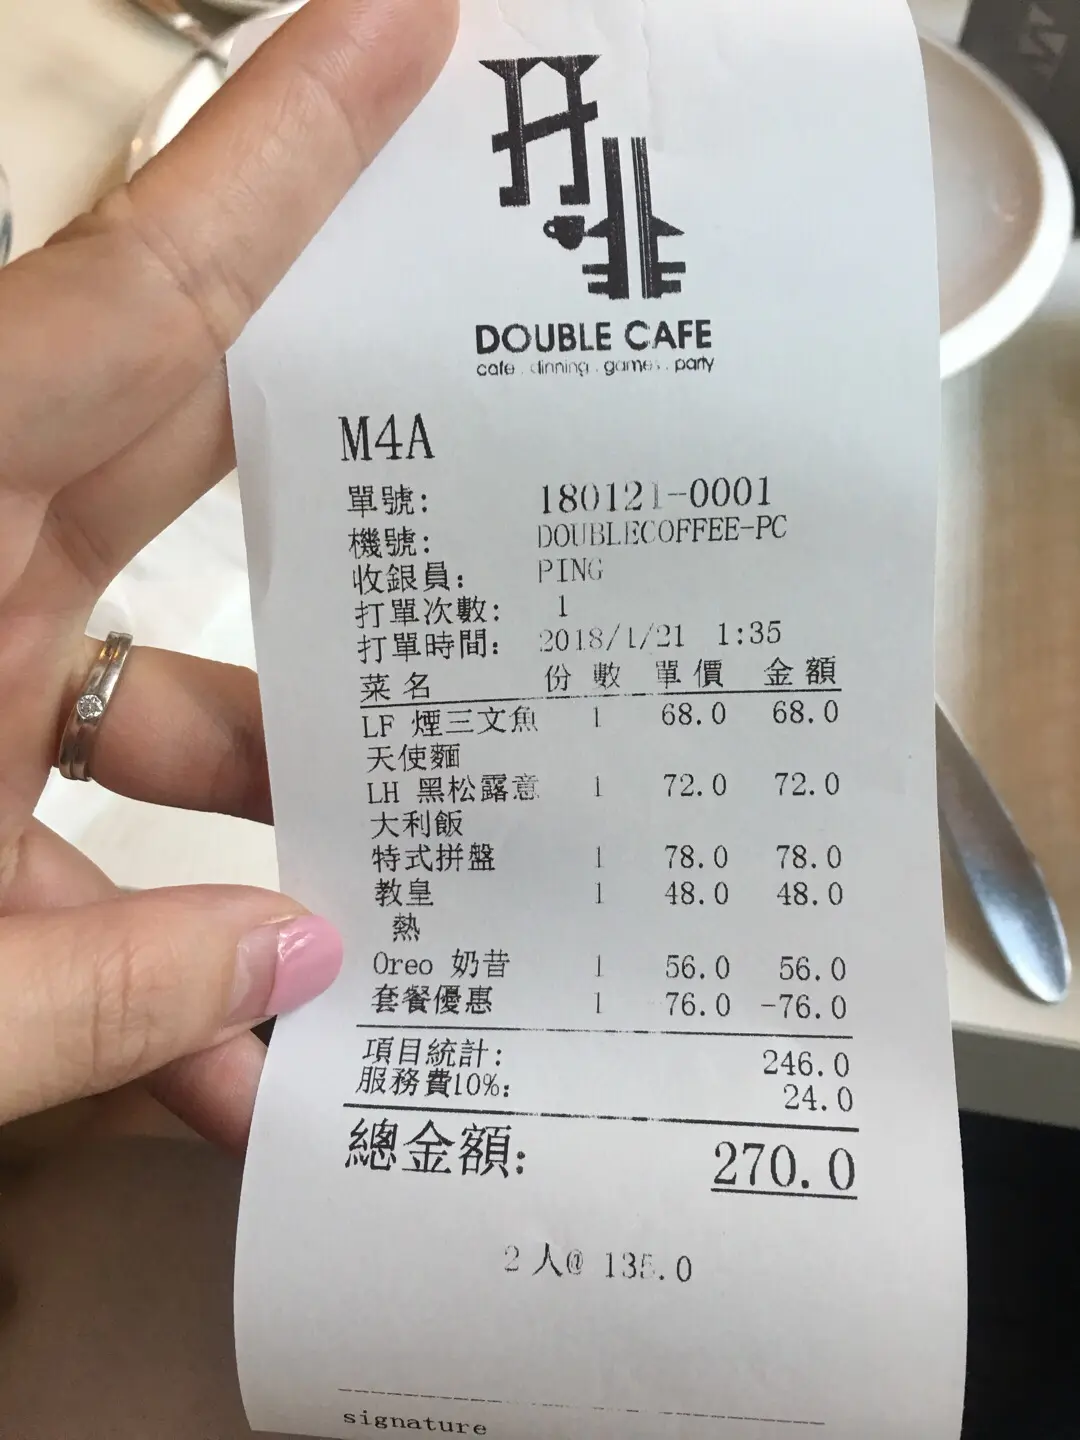 DOUBLE CAFE
cafe . dinning . games . party
M4A
單號: 180121-0001
機號: DOUBLECOFFEE-PC
收銀員: PING
打單次數: 1
打單時間: 2018/1/21 1:35
菜名 份數 單價 金額
LF 煙三文魚 1 68.0 68.0
天使麵
LH 黑松露意 1 72.0 72.0
大利飯
特式拼盤 1 78.0 78.0
教皇 1 48.0 48.0
熱
Oreo 奶昔 1 56.0 56.0
套餐優惠 1 76.0 -76.0
項目統計: 246.0
服務費10%: 24.0
總金額: 270.0
2 人@ 135.0
signature